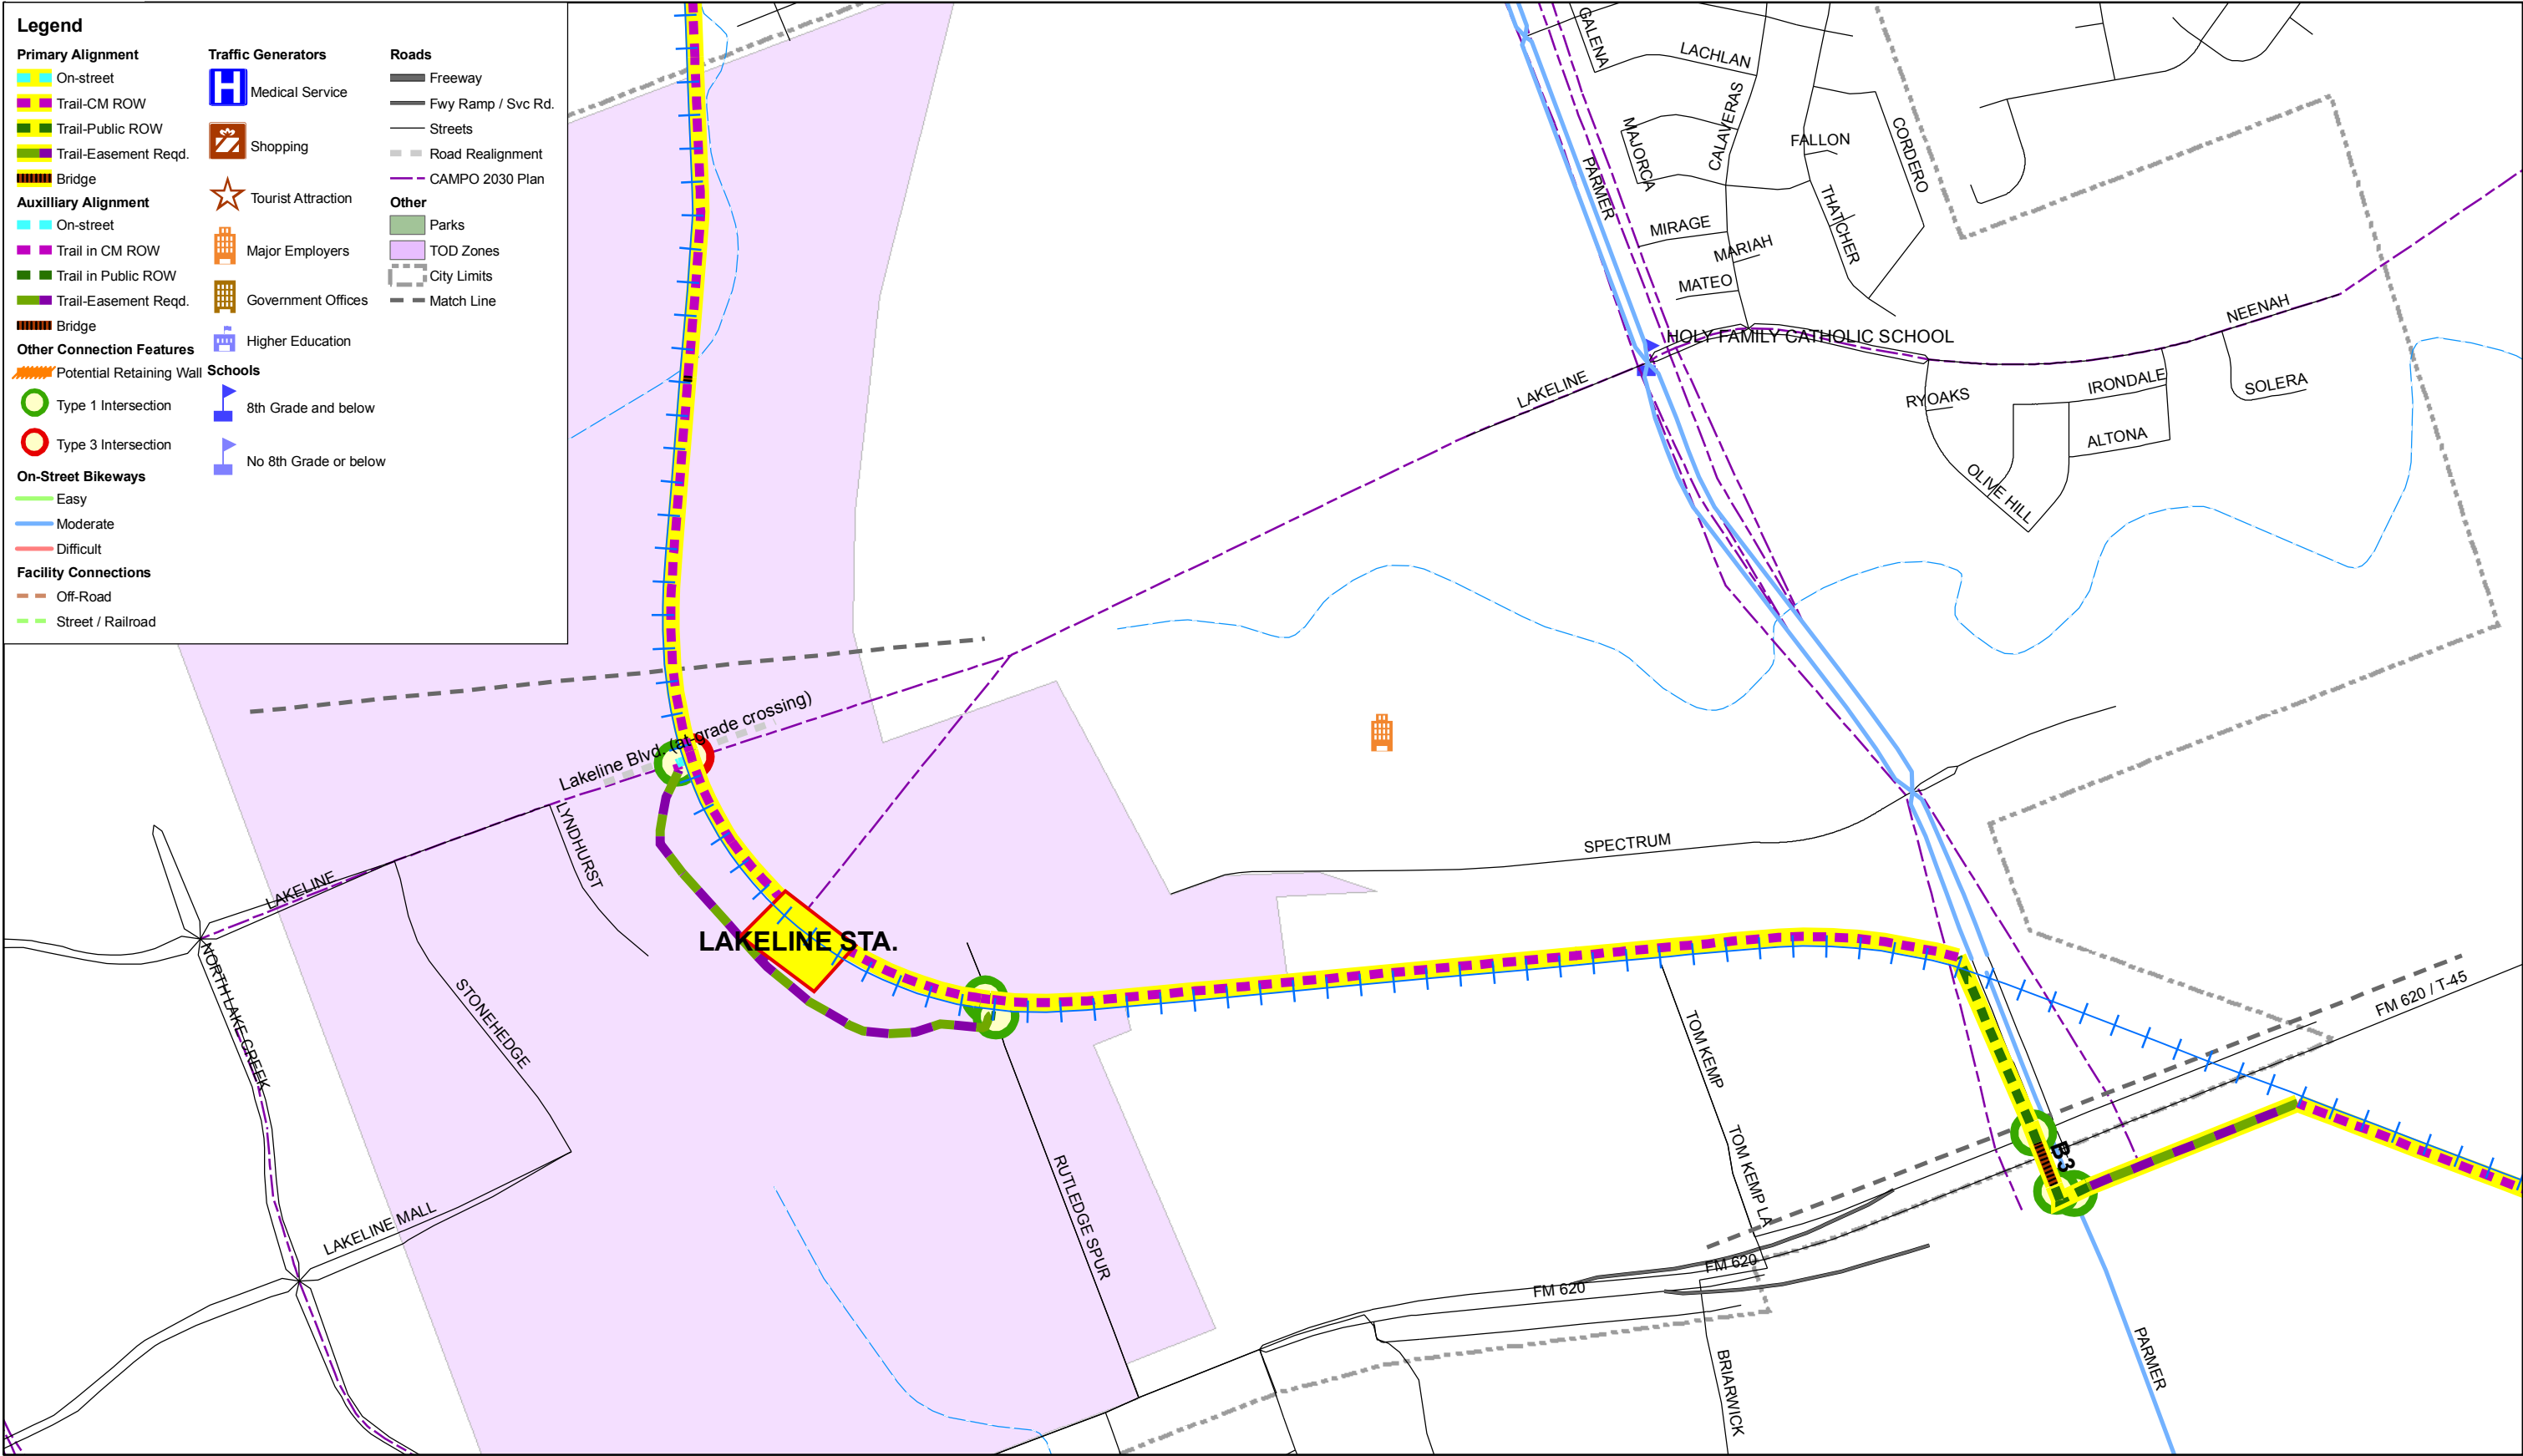 Legend
Primary Alignment
On-street
Trail-CM ROW
Trail-Public ROW
Trail-Easement Reqd.
Bridge
Auxilliary Alignment
On-street
Trail in CM ROW
Trail in Public ROW
Trail-Easement Reqd.
Bridge
Other Connection Features
Potential Retaining Wall
Type 1 Intersection
Type 3 Intersection
On-Street Bikeways
Easy
Moderate
Difficult
Facility Connections
Off-Road
Street / Railroad
Traffic Generators
Medical Service
Shopping
Tourist Attraction
Major Employers
Government Offices
Higher Education
Schools
8th Grade and below
No 8th Grade or below
Roads
Freeway
Fwy Ramp / Svc Rd.
Streets
Road Realignment
CAMPO 2030 Plan
Other
Parks
TOD Zones
City Limits
Match Line
GALENA
LACHLAN
CALAVERAS
MAJORCA
PARMER
FALLON
CORDERO
THATCHER
MIRAGE
MARIAH
MATEO
HOLY FAMILY CATHOLIC SCHOOL
NEENAH
LAKELINE
RYOAKS
IRONDALE
SOLERA
ALTONA
OLIVE HILL
Lakeline Blvd. (at-grade crossing)
LYNDHURST
SPECTRUM
LAKELINE
LAKELINE STA.
NORTH LAKE CREEK
STONEHEDGE
TOM KEMP
FM 620 / T-45
B3
TOM KEMP LA
RUTLEDGE SPUR
LAKELINE MALL
FM 620
FM 620
BRIARWICK
PARMER